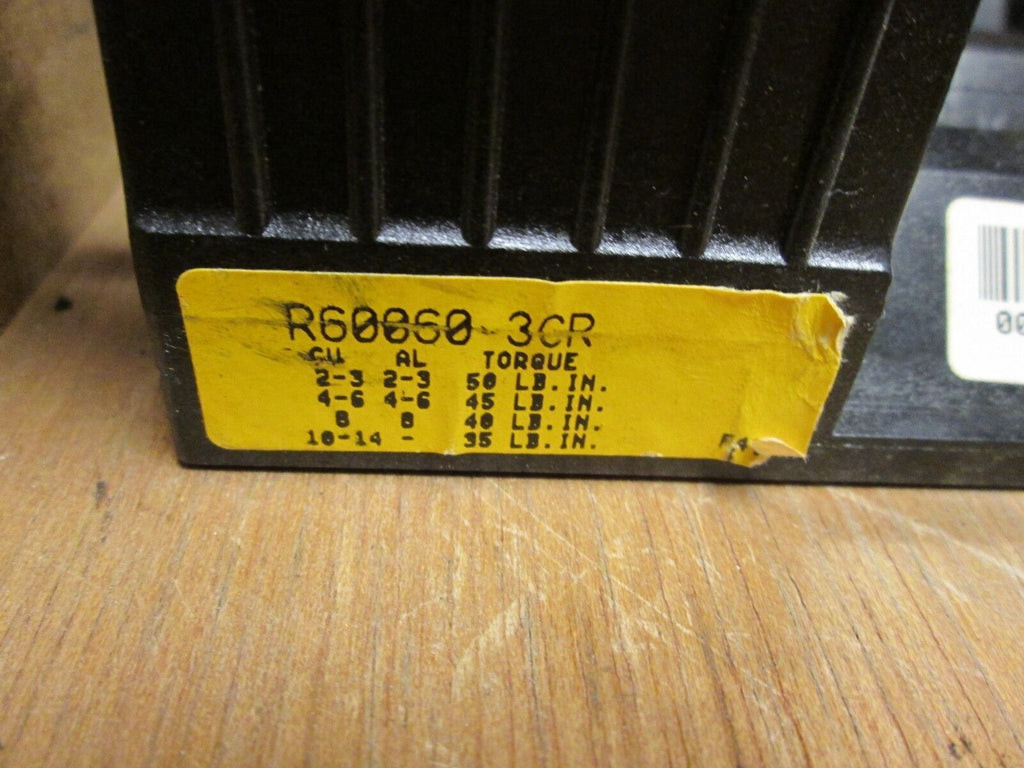 R60060-3CR
CU AL TORQUE
2-3 2-3 50 LB.IN.
4-6 4-6 45 LB.IN.
8 8 40 LB.IN.
10-14 - 35 LB.IN.
00